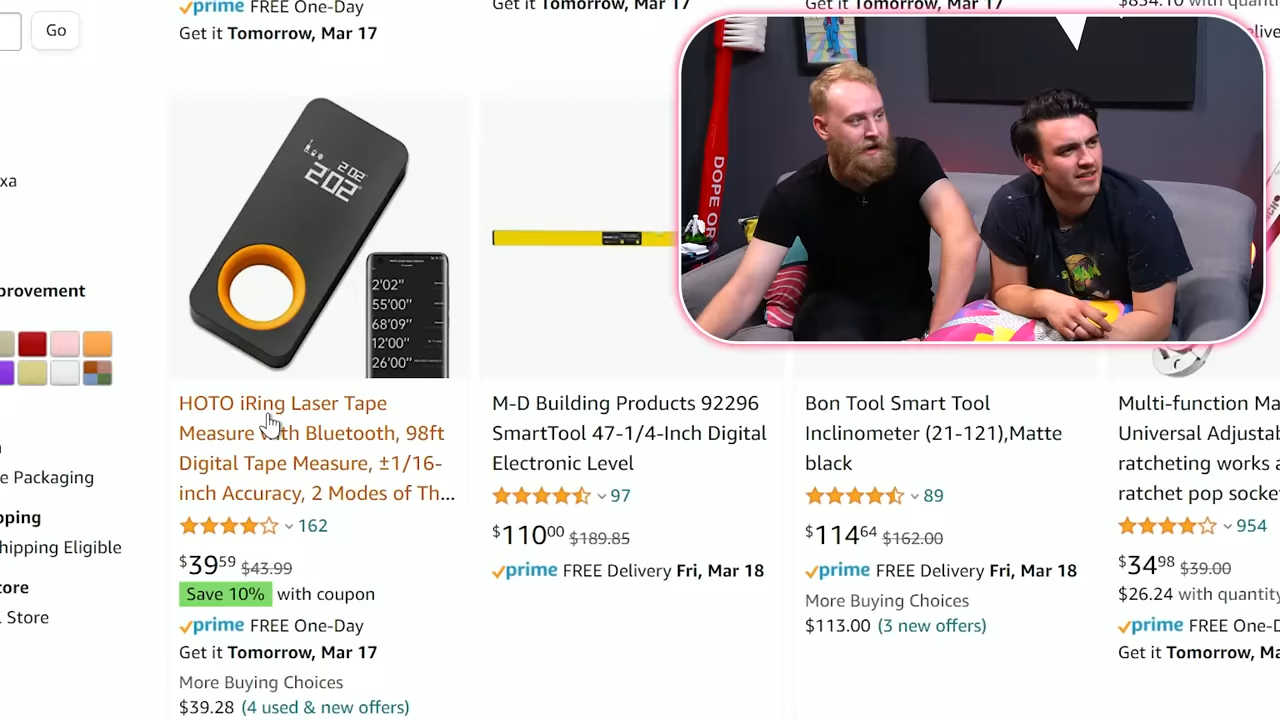 prime FREE One-Day
Get it Tomorrow, Mar 17
Get it Tomorrow, Mar 17
Get it Tomorrow, Mar 17
with
Go
xa
provement
e Packaging
pping
hipping Eligible
tore
Store
2 02
202
2'02"
55'00"
68'09"
12'00"
26'00"
DOPE OR
HOTO iRing Laser Tape
Measure with Bluetooth, 98ft
Digital Tape Measure, ±1/16-
inch Accuracy, 2 Modes of Th...
162
$3959 $43.99
Save 10% with coupon
prime FREE One-Day
Get it Tomorrow, Mar 17
More Buying Choices
$39.28 (4 used & new offers)
M-D Building Products 92296
SmartTool 47-1/4-Inch Digital
Electronic Level
97
$11000 $189.85
prime FREE Delivery Fri, Mar 18
Bon Tool Smart Tool
Inclinometer (21-121),Matte
black
89
$11464 $162.00
prime FREE Delivery Fri, Mar 18
More Buying Choices
$113.00 (3 new offers)
Multi-function Ma
Universal Adjustab
ratcheting works a
ratchet pop socke
954
$3498 $39.00
$26.24 with quantity
prime FREE One-D
Get it Tomorrow, Ma